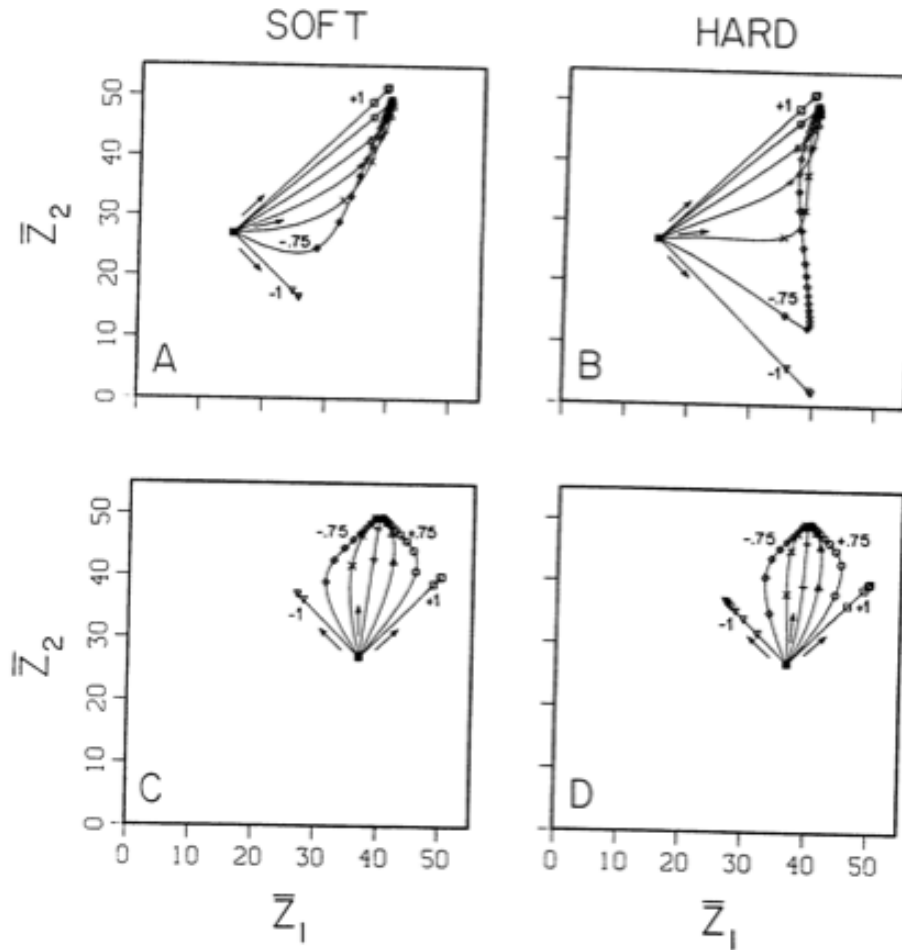 SOFT HARD
50 +1 +1
40
Z̄₂ 30
-.75
20 -.75
-1
10 -1
A B
0
50 -.75 +.75 -.75 +.75
40
Z̄₂ -1 +1 -1 +1
30
20
10
C D
0
0 10 20 30 40 50 0 10 20 30 40 50
Z̄₁ Z̄₁